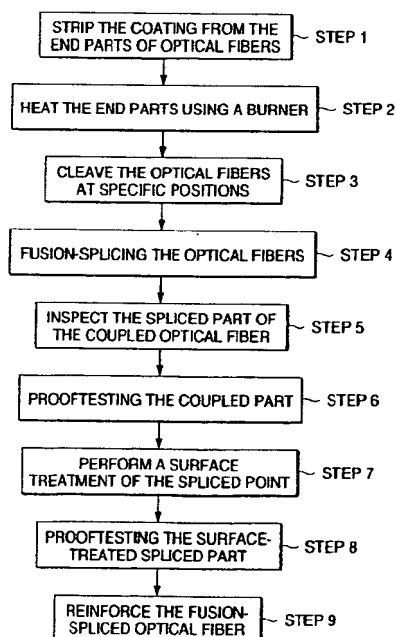 STRIP THE COATING FROM THE
END PARTS OF OPTICAL FIBERS
STEP 1
HEAT THE END PARTS USING A BURNER
STEP 2
CLEAVE THE OPTICAL FIBERS
AT SPECIFIC POSITIONS
STEP 3
FUSION-SPLICING THE OPTICAL FIBERS
STEP 4
INSPECT THE SPLICED PART OF
THE COUPLED OPTICAL FIBER
STEP 5
PROOFTESTING THE COUPLED PART
STEP 6
PERFORM A SURFACE
TREATMENT OF THE SPLICED POINT
STEP 7
PROOFTESTING THE SURFACE-
TREATED SPLICED PART
STEP 8
REINFORCE THE FUSION-
SPLICED OPTICAL FIBER
STEP 9